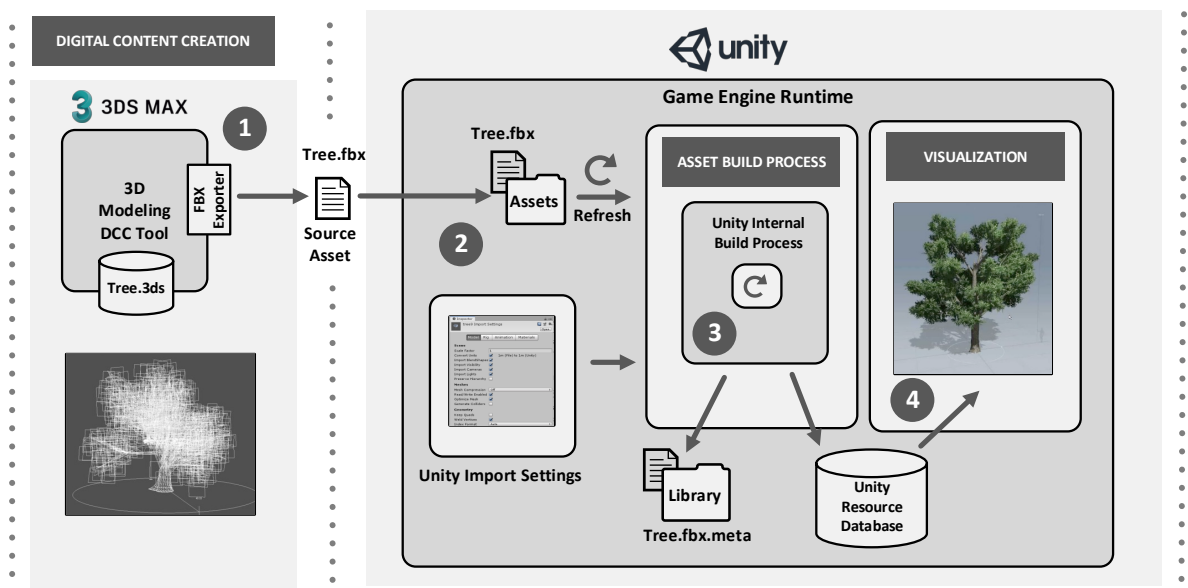 DIGITAL CONTENT CREATION
3DS MAX
1
3D
Modeling
DCC Tool
FBX
Exporter
Tree.3ds
Tree.fbx
Source
Asset
unity
Game Engine Runtime
Tree.fbx
Assets
Refresh
2
Unity Import Settings
ASSET BUILD PROCESS
Unity Internal
Build Process
3
Library
Tree.fbx.meta
Unity
Resource
Database
VISUALIZATION
4